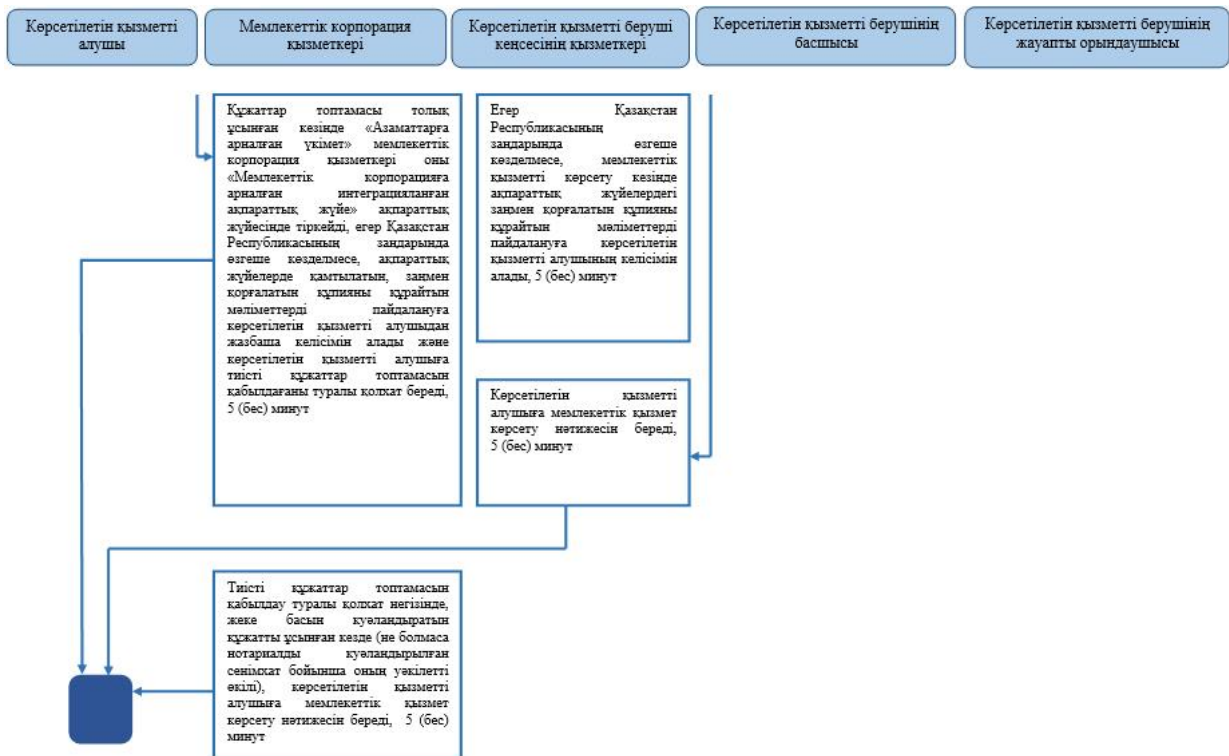 Көрсетілетін қызметті
алушы
Мемлекеттік корпорация
қызметкері
Көрсетілетін қызметті беруші
кеңсесінің қызметкері
Көрсетілетін қызметті берушінің
басшысы
Көрсетілетін қызметті берушінің
жауапты орындаушысы
Құжаттар топтамасы толық
ұсынған кезінде «Азаматтарға
арналған үкімет» мемлекеттік
корпорация қызметкері оны
«Мемлекеттік корпорацияға
арналған интеграцияланған
ақпараттық жүйе» ақпараттық
жүйесінде тіркейді, егер Қазақстан
Республикасының заңдарында
өзгеше көзделмесе, ақпараттық
жүйелерде қамтылатын, заңмен
қорғалатын құпияны құрайтын
мәліметтерді пайдалануға
көрсетілетін қызметті алушыдан
жазбаша келісімін алады және
көрсетілетін қызметті алушыға
тиісті құжаттар топтамасын
қабылдағаны туралы қолхат береді,
5 (бес) минут
Егер Қазақстан
Республикасының
заңдарында өзгеше
көзделмесе, мемлекеттік
қызметті көрсету кезінде
ақпараттық жүйелердегі
заңмен қорғалатын құпияны
құрайтын мәліметтерді
пайдалануға көрсетілетін
қызметті алушының келісімін
алады, 5 (бес) минут
Көрсетілетін қызметті
алушыға мемлекеттік қызмет
көрсету нәтижесін береді,
5 (бес) минут
Тиісті құжаттар топтамасын
қабылдау туралы қолхат негізінде,
жеке басын куәландыратын
құжатты ұсынған кезде (не болмаса
нотариалды куәландырылған
сенімхат бойынша оның уәкілетті
өкілі), көрсетілетін қызметті
алушыға мемлекеттік қызмет
көрсету нәтижесін береді, 5 (бес)
минут